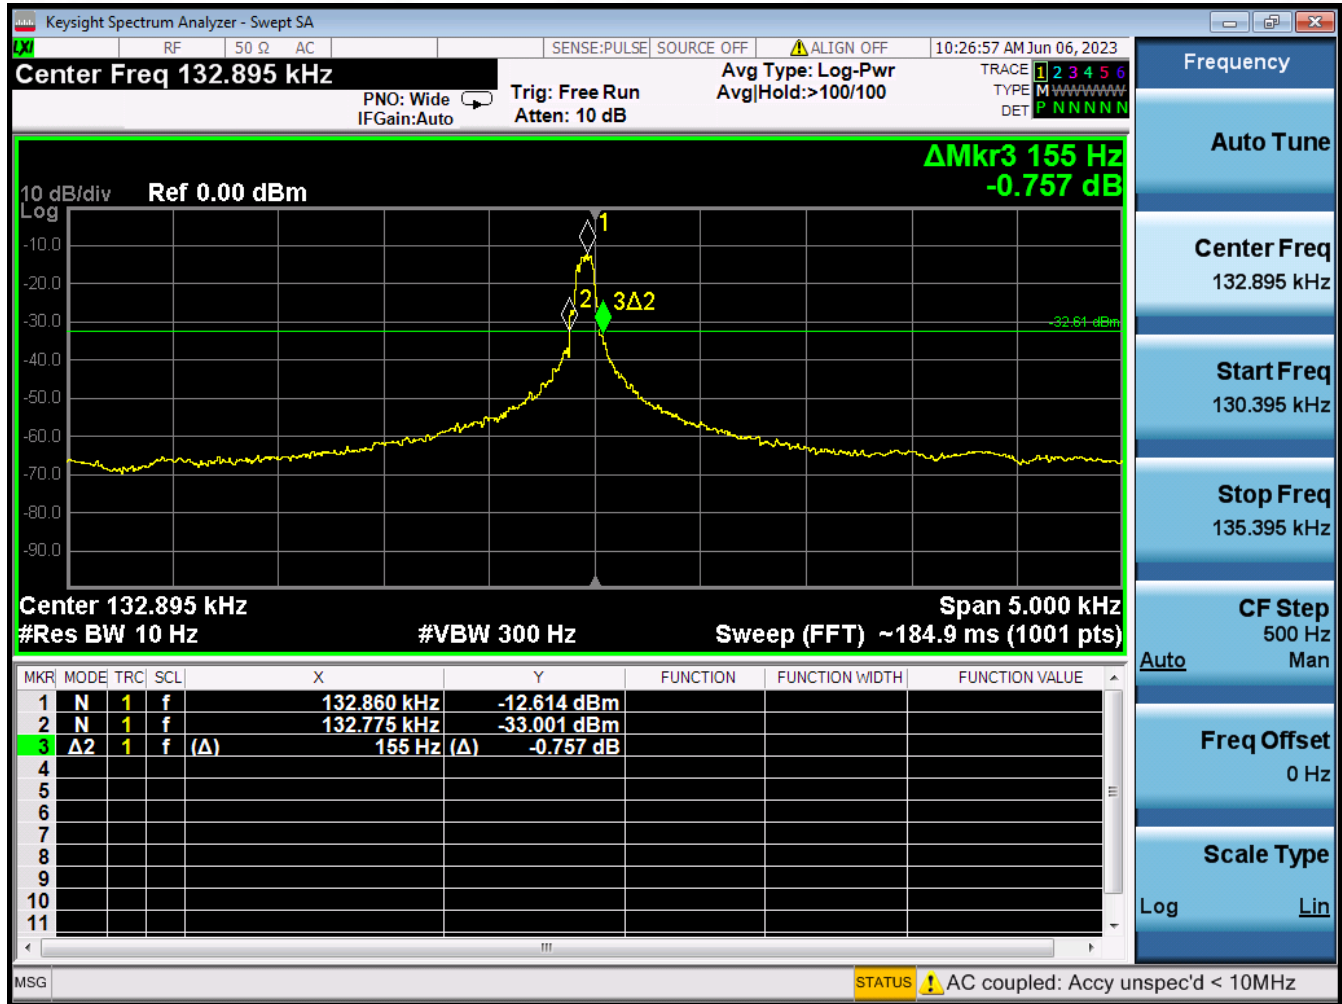 Keysight Spectrum Analyzer - Swept SA
LXI RF 50 Ω AC SENSE:PULSE SOURCE OFF ALIGN OFF 10:26:57 AM Jun 06, 2023
Center Freq 132.895 kHz
PNO: Wide
IFGain:Auto
Trig: Free Run
Atten: 10 dB
Avg Type: Log-Pwr
Avg|Hold:>100/100
TRACE 1 2 3 4 5 6
TYPE M W W W W W
DET P N N N N N
ΔMkr3 155 Hz
-0.757 dB
10 dB/div Ref 0.00 dBm
Log
1
-10.0
-20.0
2 3Δ2
-30.0
-32.61 dBm
-40.0
-50.0
-60.0
-70.0
-80.0
-90.0
Center 132.895 kHz Span 5.000 kHz
#Res BW 10 Hz #VBW 300 Hz Sweep (FFT) ~184.9 ms (1001 pts)
MKR MODE TRC SCL X Y FUNCTION FUNCTION WIDTH FUNCTION VALUE
1 N 1 f 132.860 kHz -12.614 dBm
2 N 1 f 132.775 kHz -33.001 dBm
3 Δ2 1 f (Δ) 155 Hz (Δ) -0.757 dB
4
5
6
7
8
9
10
11
MSG STATUS AC coupled: Accy unspec'd < 10MHz
Frequency
Auto Tune
Center Freq
132.895 kHz
Start Freq
130.395 kHz
Stop Freq
135.395 kHz
CF Step
500 Hz
Auto Man
Freq Offset
0 Hz
Scale Type
Log Lin